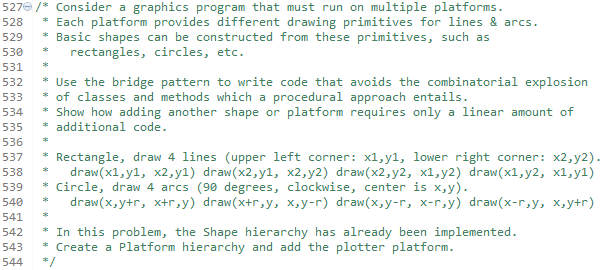 527 /* Consider a graphics program that must run on multiple platforms.
528 * Each platform provides different drawing primitives for lines & arcs.
529 * Basic shapes can be constructed from these primitives, such as
530 * rectangles, circles, etc.
531 *
532 * Use the bridge pattern to write code that avoids the combinatorial explosion
533 * of classes and methods which a procedural approach entails.
534 * Show how adding another shape or platform requires only a linear amount of
535 * additional code.
536 *
537 * Rectangle, draw 4 lines (upper left corner: x1,y1, lower right corner: x2,y2).
538 * draw(x1,y1, x2,y1) draw(x2,y1, x2,y2) draw(x2,y2, x1,y2) draw(x1,y2, x1,y1)
539 * Circle, draw 4 arcs (90 degrees, clockwise, center is x,y).
540 * draw(x,y+r, x+r,y) draw(x+r,y, x,y-r) draw(x,y-r, x-r,y) draw(x-r,y, x,y+r)
541 *
542 * In this problem, the Shape hierarchy has already been implemented.
543 * Create a Platform hierarchy and add the plotter platform.
544 */